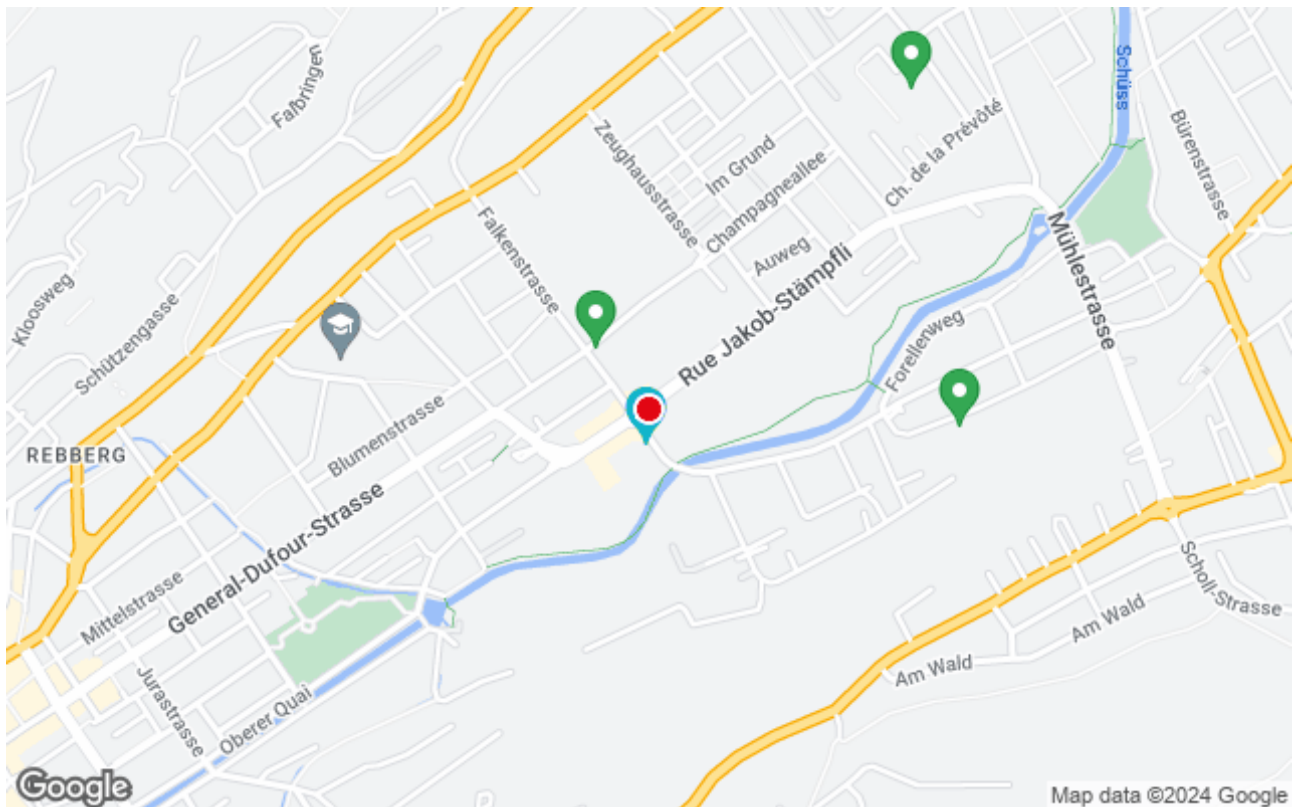 Falbringen
Schüss
Zeughausstrasse
Im Grund
Champagneallee
Ch. de la Prévôté
Bürenstrasse
Falkenstrasse
Auweg
Mühlestrasse
Kloosweg
Schützengasse
Rue Jakob-Stämpfli
Forellenweg
Blumenstrasse
REBBERG
General-Dufour-Strasse
Mittelstrasse
Scholl-Strasse
Am Wald
Am Wald
Jurastrasse
Oberer Quai
Google
Map data ©2024 Google